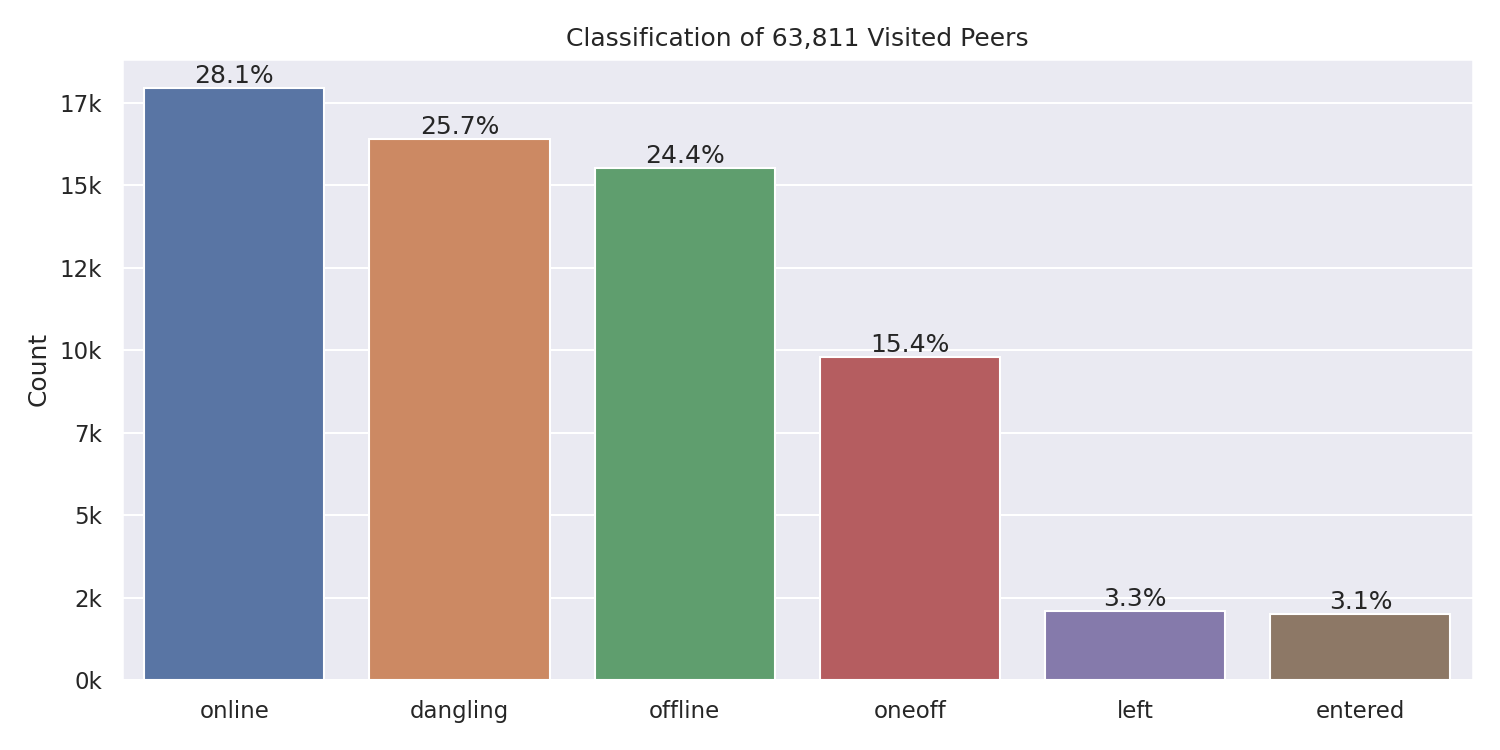 Classification of 63,811 Visited Peers
28.1%
25.7%
24.4%
15.4%
3.3%
3.1%
17k
15k
12k
10k
7k
5k
2k
0k
Count
online
dangling
offline
oneoff
left
entered